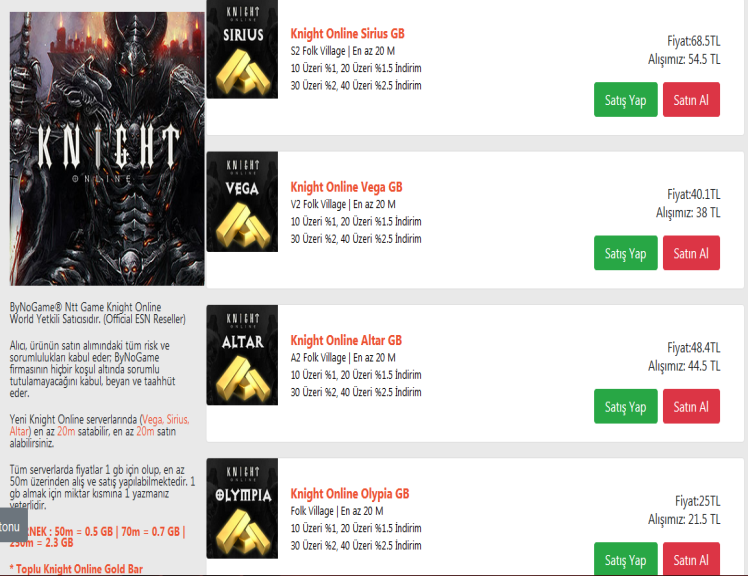 KNIGHT
ONLINE
ByNoGame® Ntt Game Knight Online
World Yetkili Satıcısıdır. (Official ESN Reseller)
Alıcı, ürünün satın alımındaki tüm risk ve
sorumlulukları kabul eder; ByNoGame
firmasının hiçbir koşul altında sorumlu
tutulamayacağını kabul, beyan ve taahhüt
eder.
Yeni Knight Online serverlarında (Vega, Sirius,
Altar) en az 20m satabilir, en az 20m satın
alabilirsiniz.
Tüm serverlarda fiyatlar 1 gb için olup, en az
50m üzerinden alış ve satış yapılabilmektedir. 1
gb almak için miktar kısmına 1 yazmanız
yeterlidir.
tonu
RNEK : 50m = 0.5 GB | 70m = 0.7 GB |
230m = 2.3 GB
* Toplu Knight Online Gold Bar
KNIGHT
ONLINE
SIRIUS
Knight Online Sirius GB
S2 Folk Village | En az 20 M
10 Üzeri %1, 20 Üzeri %1.5 İndirim
30 Üzeri %2, 40 Üzeri %2.5 İndirim
Fiyat:68.5TL
Alışımız: 54.5 TL
Satış Yap
Satın Al
KNIGHT
ONLINE
VEGA
Knight Online Vega GB
V2 Folk Village | En az 20 M
10 Üzeri %1, 20 Üzeri %1.5 İndirim
30 Üzeri %2, 40 Üzeri %2.5 İndirim
Fiyat:40.1TL
Alışımız: 38 TL
Satış Yap
Satın Al
KNIGHT
ONLINE
ALTAR
Knight Online Altar GB
A2 Folk Village | En az 20 M
10 Üzeri %1, 20 Üzeri %1.5 İndirim
30 Üzeri %2, 40 Üzeri %2.5 İndirim
Fiyat:48.4TL
Alışımız: 44.5 TL
Satış Yap
Satın Al
KNIGHT
ONLINE
OLYMPIA
Knight Online Olypia GB
Folk Village | En az 20 M
10 Üzeri %1, 20 Üzeri %1.5 İndirim
30 Üzeri %2, 40 Üzeri %2.5 İndirim
Fiyat:25TL
Alışımız: 21.5 TL
Satış Yap
Satın Al